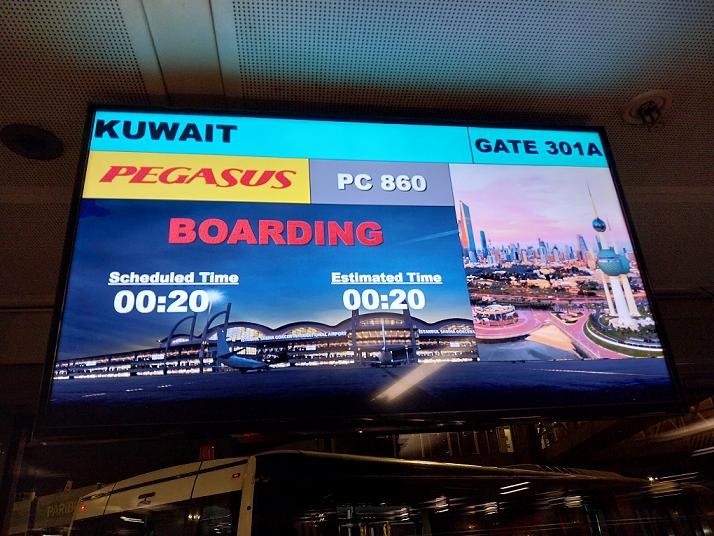 KUWAIT
GATE 301A
PEGASUS
PC 860
BOARDING
Scheduled Time
Estimated Time
00:20
00:20